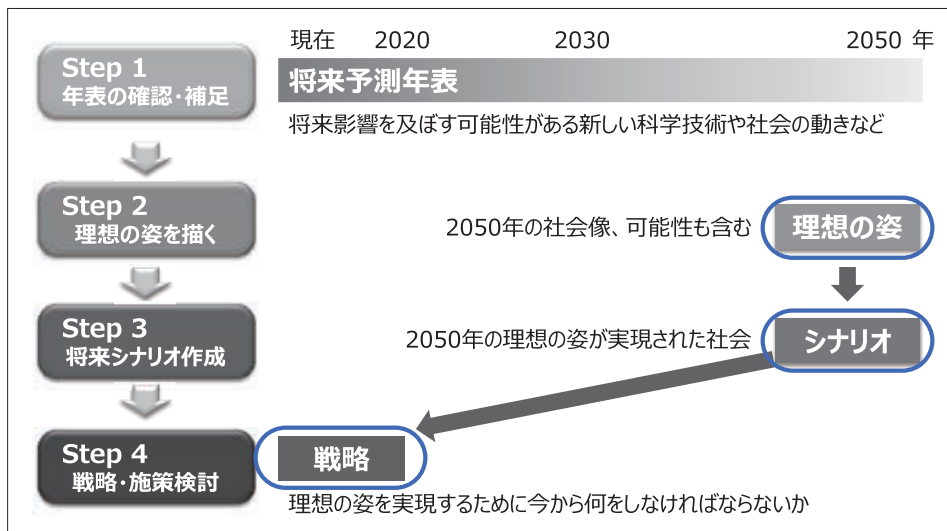 現在 2020 2030 2050 年
Step 1
年表の確認・補足
将来予測年表
将来影響を及ぼす可能性がある新しい科学技術や社会の動きなど
Step 2
理想の姿を描く
2050年の社会像、可能性も含む
理想の姿
Step 3
将来シナリオ作成
2050年の理想の姿が実現された社会
シナリオ
Step 4
戦略・施策検討
戦略
理想の姿を実現するために今から何をしなければならないか